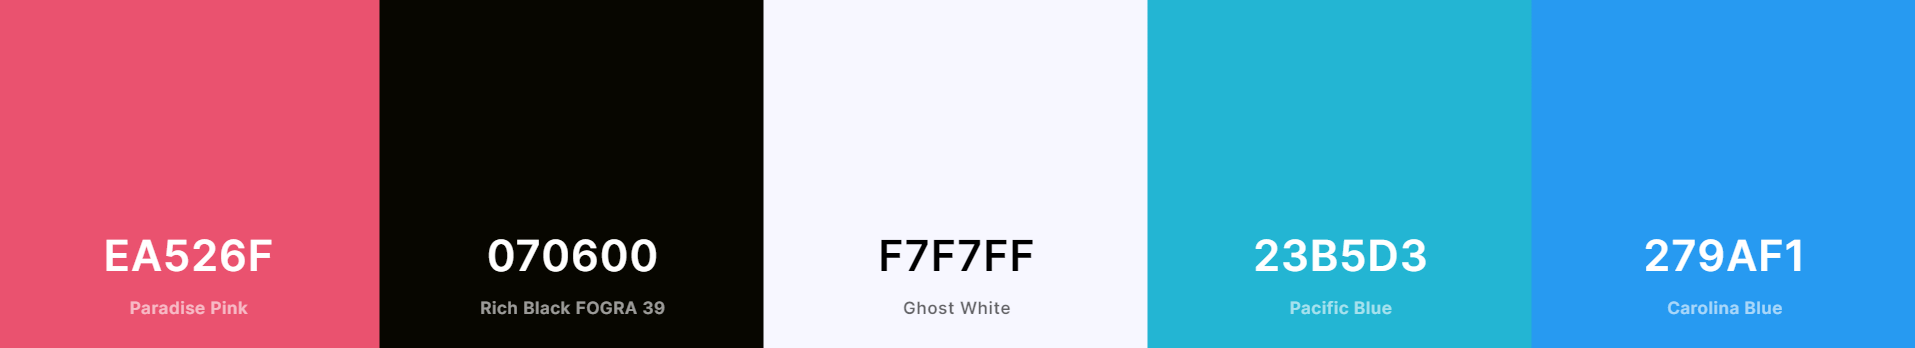 EA526F
Paradise Pink
070600
Rich Black FOGRA 39
F7F7FF
Ghost White
23B5D3
Pacific Blue
279AF1
Carolina Blue